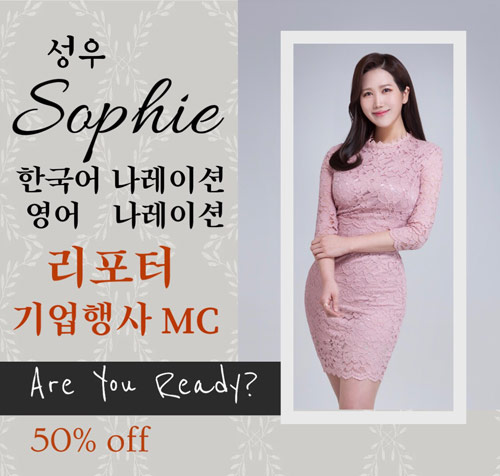 성우
Sophie
한국어 나레이션
영어 나레이션
리포터
기업행사 MC
Are You Ready?
50% off